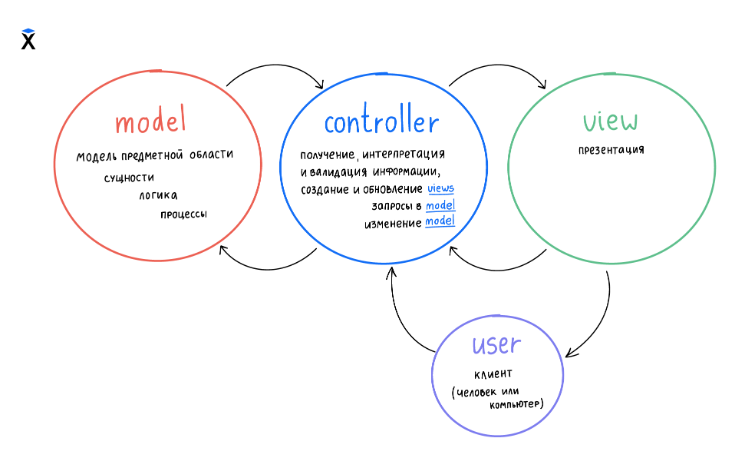 model
модель предметной области
сущности
логика
процессы
controller
получение, интерпретация
и валидация информации,
создание и обновление views
запросы в model
изменение model
view
презентация
user
клиент
(человек или
компьютер)